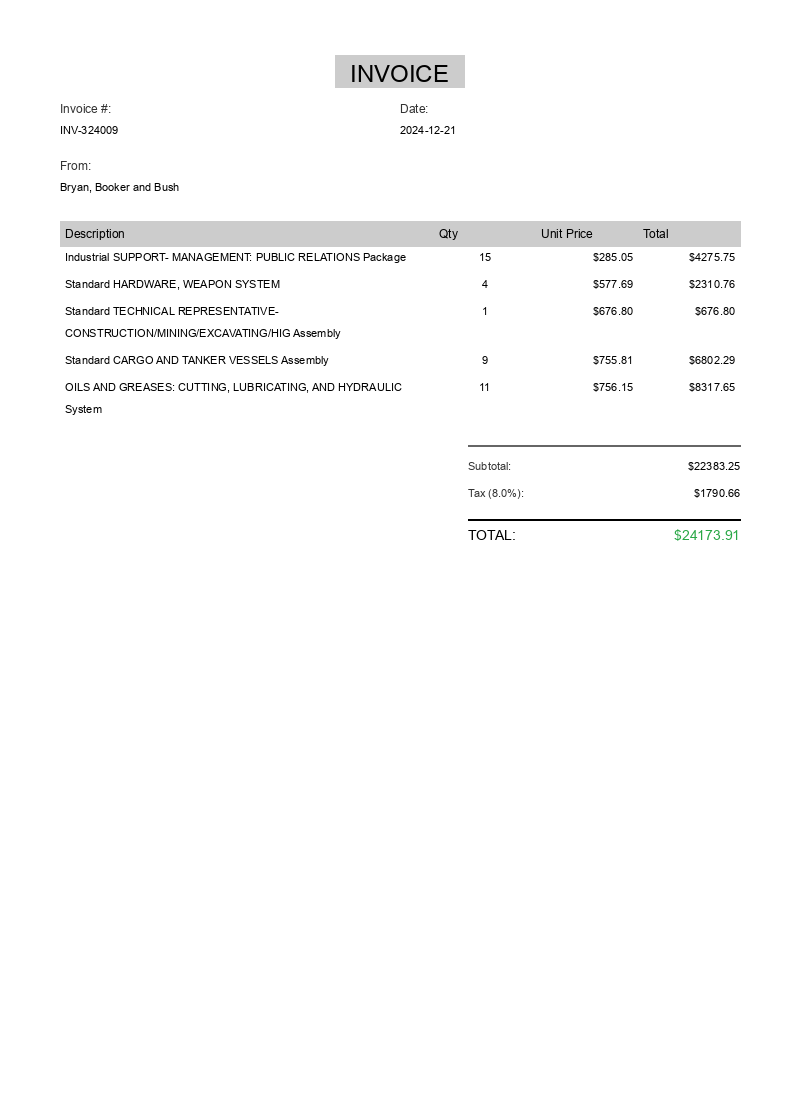 INVOICE
Invoice #: Date:
INV-324009 2024-12-21
From:
Bryan, Booker and Bush
Description Qty Unit Price Total
Industrial SUPPORT- MANAGEMENT: PUBLIC RELATIONS Package 15 $285.05 $4275.75
Standard HARDWARE, WEAPON SYSTEM 4 $577.69 $2310.76
Standard TECHNICAL REPRESENTATIVE- 1 $676.80 $676.80
CONSTRUCTION/MINING/EXCAVATING/HIG Assembly
Standard CARGO AND TANKER VESSELS Assembly 9 $755.81 $6802.29
OILS AND GREASES: CUTTING, LUBRICATING, AND HYDRAULIC 11 $756.15 $8317.65
System
Subtotal: $22383.25
Tax (8.0%): $1790.66
TOTAL: $24173.91